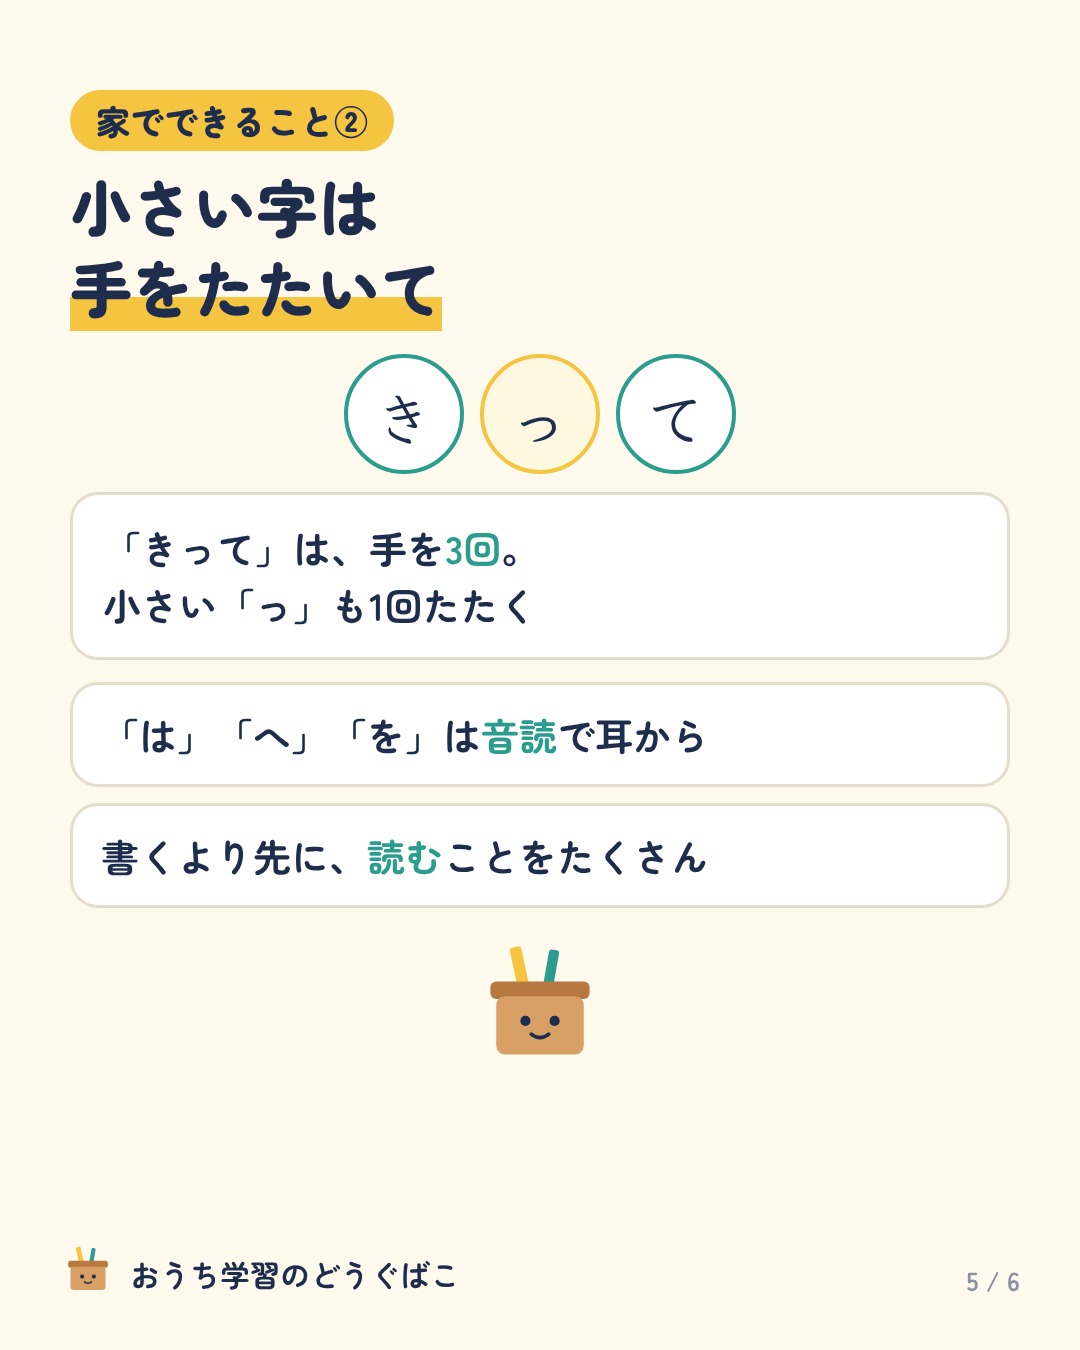 家でできること②
小さい字は
手をたたいて
き っ て
「きって」は、手を3回。
小さい「っ」も1回たたく
「は」「へ」「を」は音読で耳から
書くより先に、読むことをたくさん
おうち学習のどうぐばこ
5 / 6